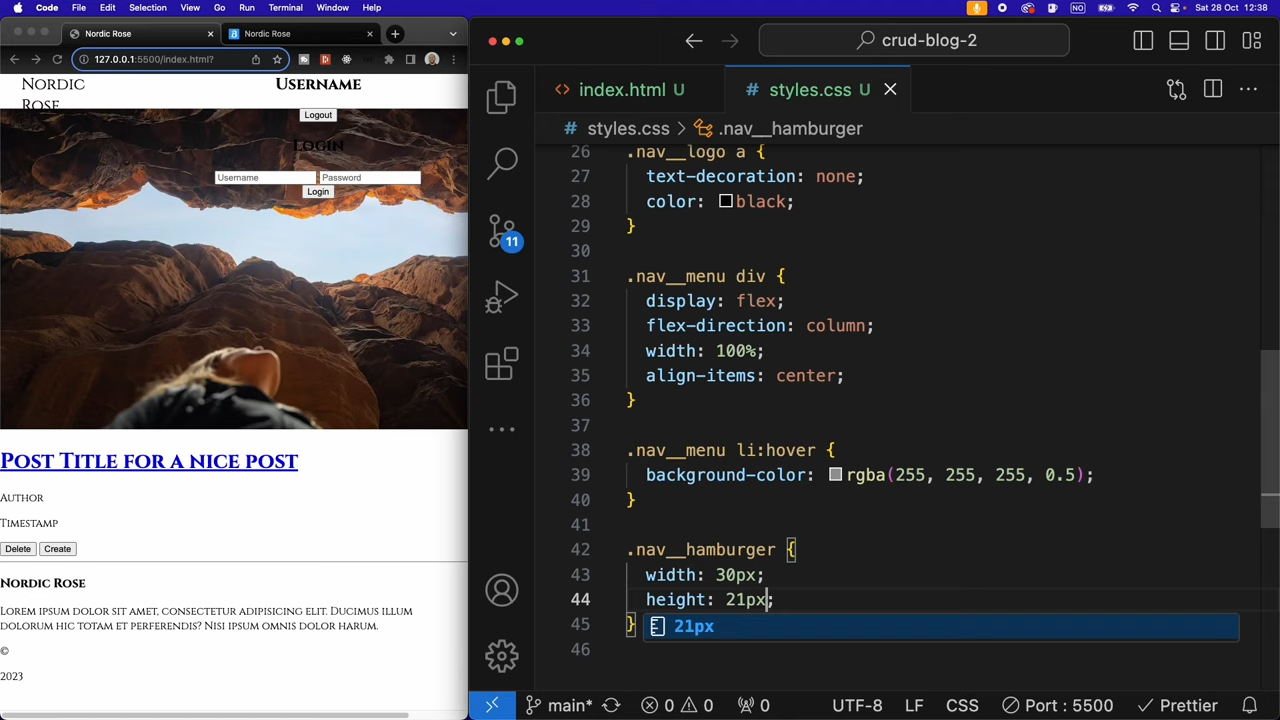 Code File Edit Selection View Go Run Terminal Window Help
NO
Sat 28 Oct 12:38
Nordic Rose
Nordic Rose
127.0.0.1:5500/index.html?
Nordic
Rose
Username
Logout
Login
Username Password
Login
Post Title for a nice post
Author
Timestamp
Delete Create
Nordic Rose
Lorem ipsum dolor sit amet, consectetur adipisicing elit. Ducimus illum
dolorum hic totam et perferendis? Nisi ipsum omnis dolor harum.
©
2023
crud-blog-2
index.html U
# styles.css U
# styles.css > .nav__hamburger
11
26 .nav__logo a {
27 text-decoration: none;
28 color: black;
29 }
30
31 .nav__menu div {
32 display: flex;
33 flex-direction: column;
34 width: 100%;
35 align-items: center;
36 }
37
38 .nav__menu li:hover {
39 background-color: rgba(255, 255, 255, 0.5);
40 }
41
42 .nav__hamburger {
43 width: 30px;
44 height: 21px;
45 }
21px
46
main* 0 0 0 UTF-8 LF CSS Port : 5500 Prettier